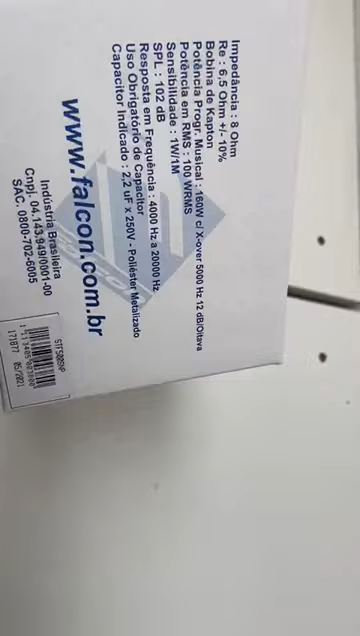 Impedância : 8 Ohm
Re : 6,5 Ohm +/- 10%
Bobina de Kapton
Potência Progr. Musical : 160W c/ X-over 5000 Hz 12 dB/Oitava
Potência em RMS : 100 WRMS
Sensibilidade : 1W/1M
SPL : 102 dB
Resposta em Frequência : 4000 Hz a 20000 Hz
Uso Obrigatório de Capacitor
Capacitor Indicado : 2,2 uF x 250V - Poliéster Metalizado
www.falcon.com.br
Indústria Brasileira
Cnpj. 04.143.949/0001-00
SAC. 0800-702-6005
171877 05/2021